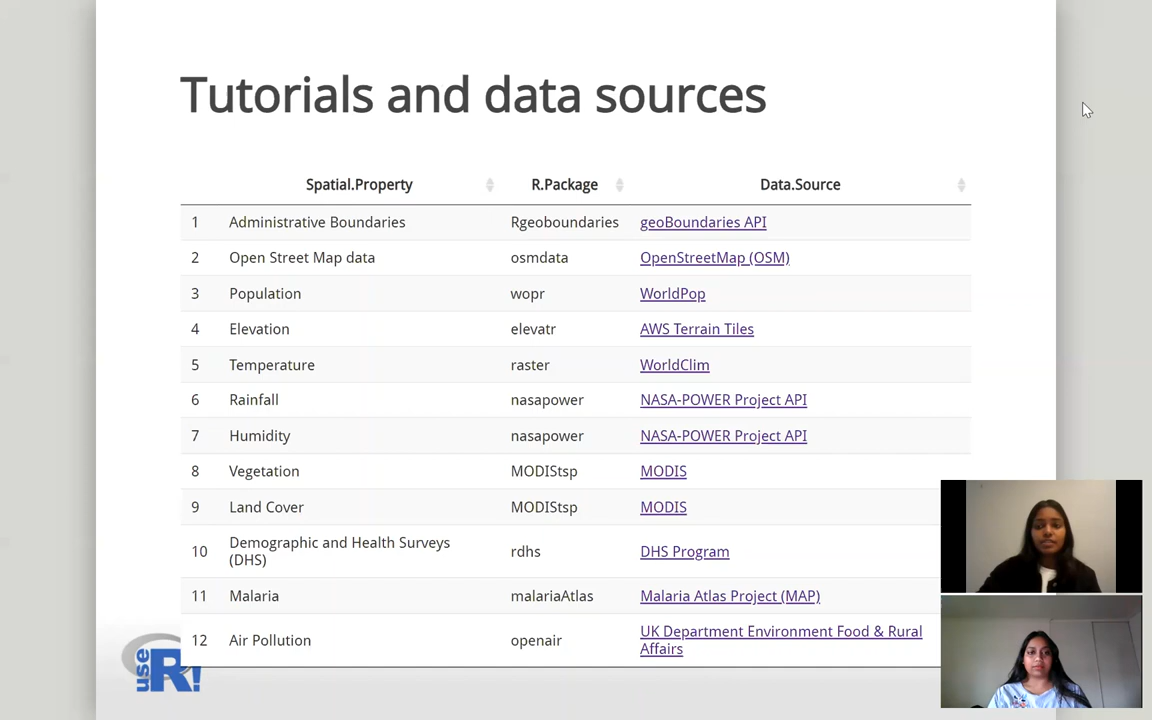 Tutorials and data sources
Spatial.Property R.Package Data.Source
1 Administrative Boundaries Rgeoboundaries geoBoundaries API
2 Open Street Map data osmdata OpenStreetMap (OSM)
3 Population wopr WorldPop
4 Elevation elevatr AWS Terrain Tiles
5 Temperature raster WorldClim
6 Rainfall nasapower NASA-POWER Project API
7 Humidity nasapower NASA-POWER Project API
8 Vegetation MODIStsp MODIS
9 Land Cover MODIStsp MODIS
10 Demographic and Health Surveys
(DHS) rdhs DHS Program
11 Malaria malariaAtlas Malaria Atlas Project (MAP)
12 Air Pollution openair UK Department Environment Food & Rural
Affairs
use R!